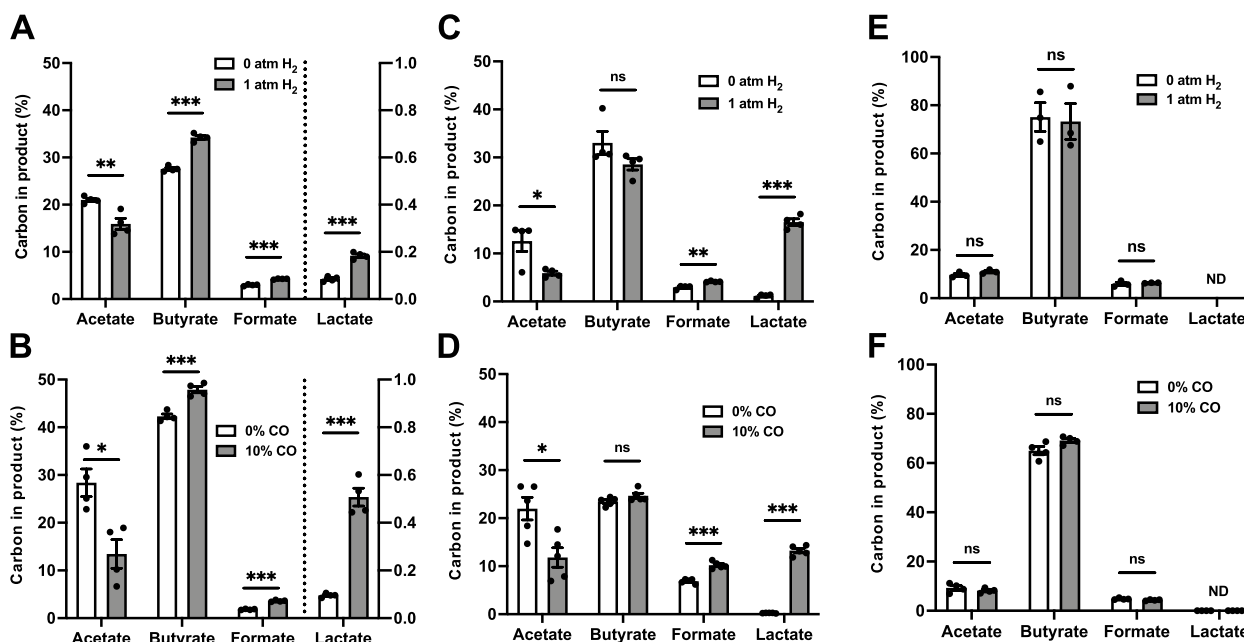 A
Carbon in product (%)
0 atm H2
1 atm H2
50
40
30
20
10
0
1.0
0.8
0.6
0.4
0.2
0.0
**
***
***
***
Acetate Butyrate Formate Lactate
B
Carbon in product (%)
0% CO
10% CO
50
40
30
20
10
0
1.0
0.8
0.6
0.4
0.2
0.0
*
***
***
***
Acetate Butyrate Formate Lactate
C
Carbon in product (%)
0 atm H2
1 atm H2
50
40
30
20
10
0
*
ns
**
***
Acetate Butyrate Formate Lactate
D
Carbon in product (%)
0% CO
10% CO
50
40
30
20
10
0
*
ns
***
***
Acetate Butyrate Formate Lactate
E
Carbon in product (%)
0 atm H2
1 atm H2
100
80
60
40
20
0
ns
ns
ns
ND
Acetate Butyrate Formate Lactate
F
Carbon in product (%)
0% CO
10% CO
100
80
60
40
20
0
ns
ns
ns
ND
Acetate Butyrate Formate Lactate